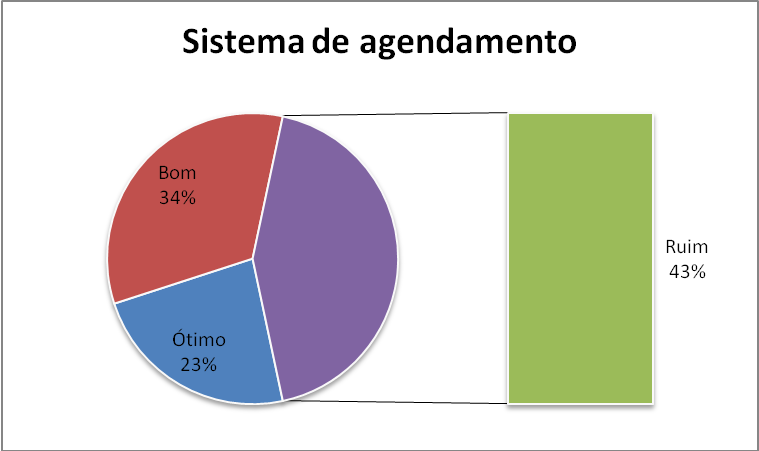 Sistema de agendamento
Bom
34%
Ruim
43%
Ótimo
23%